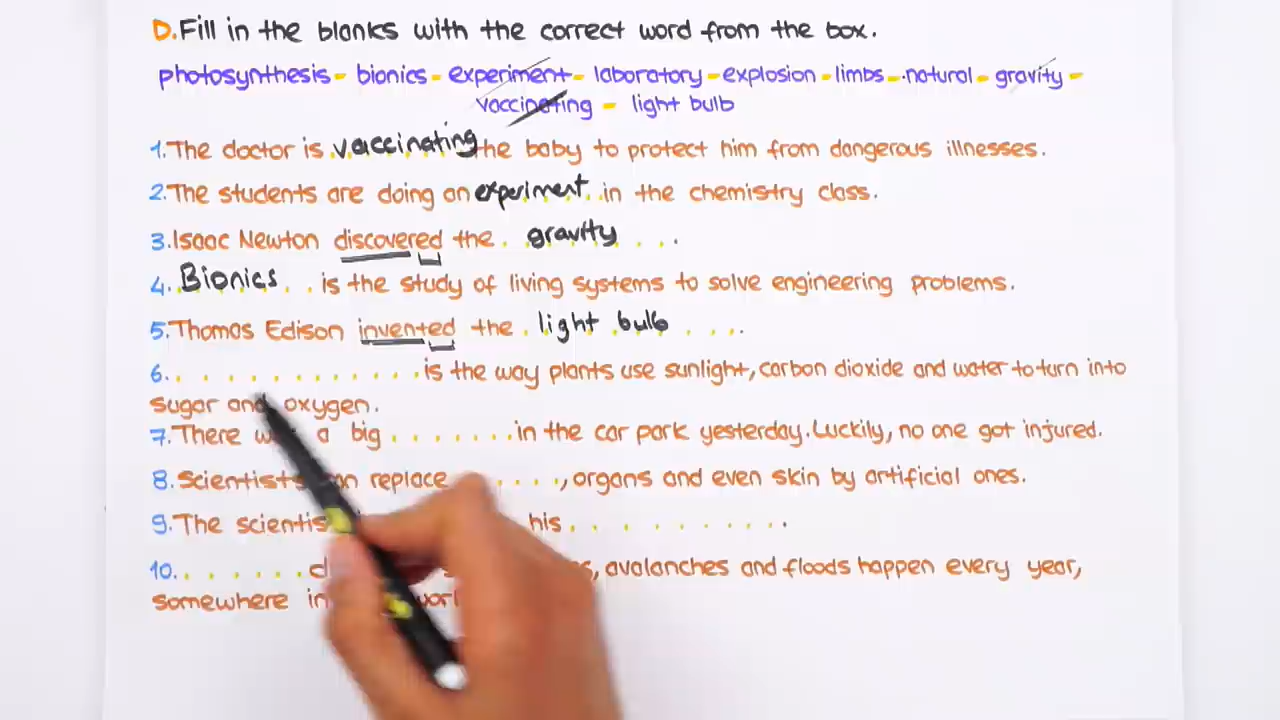 D. Fill in the blanks with the correct word from the box.
photosynthesis - bionics - experiment - laboratory - explosion - limbs - natural - gravity -
vaccinating - light bulb
1. The doctor is vaccinating the baby to protect him from dangerous illnesses.
2. The students are doing an experiment in the chemistry class.
3. Isaac Newton discovered the gravity
4. Bionics is the study of living systems to solve engineering problems.
5. Thomas Edison invented the light bulb
6. is the way plants use sunlight, carbon dioxide and water to turn into
sugar and oxygen.
7. There a big in the car park yesterday. Luckily, no one got injured.
8. Scientists replace , organs and even skin by artificial ones.
9. The his
10. , avalanches and floods happen every year,
somewhere in